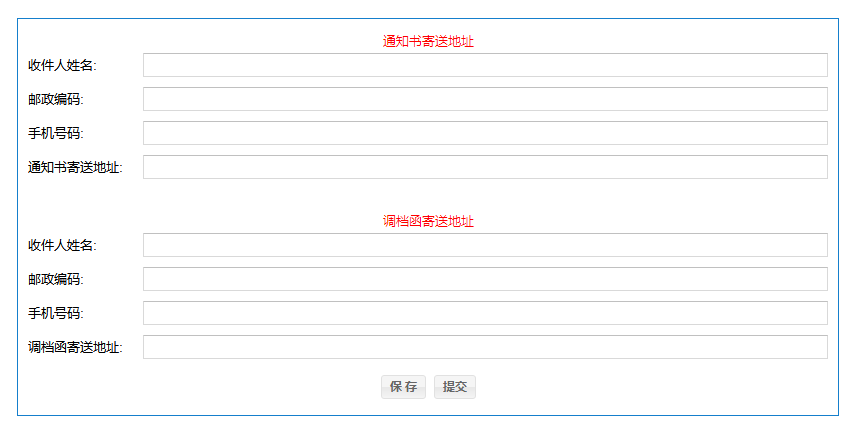 通知书寄送地址
收件人姓名:
邮政编码:
手机号码:
通知书寄送地址:
调档函寄送地址
收件人姓名:
邮政编码:
手机号码:
调档函寄送地址:
保 存 提交